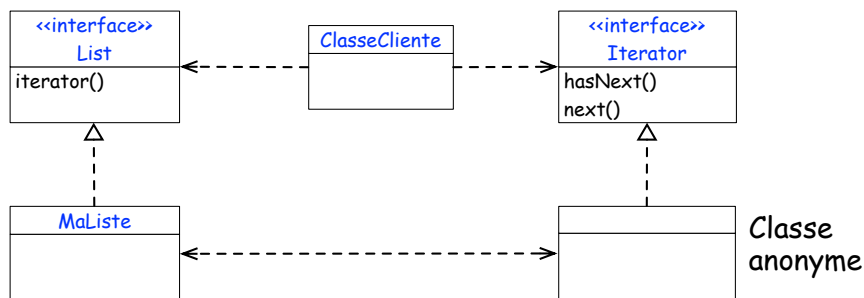 <<interface>>
List
iterator()
ClasseCliente
<<interface>>
Iterator
hasNext()
next()
MaListe
Classe
anonyme